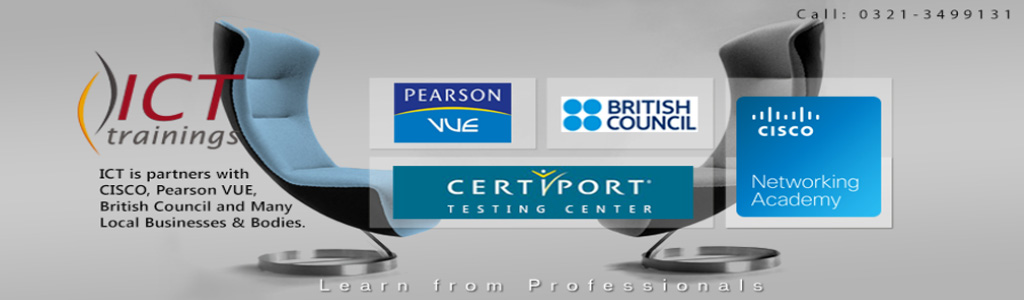 Call: 0321-3499131
ICT
trainings
ICT is partners with
CISCO, Pearson VUE,
British Council and Many
Local Businesses & Bodies.
PEARSON
VUE
BRITISH
COUNCIL
CERTIPORT®
TESTING CENTER
CISCO
Networking
Academy
Learn from Professionals